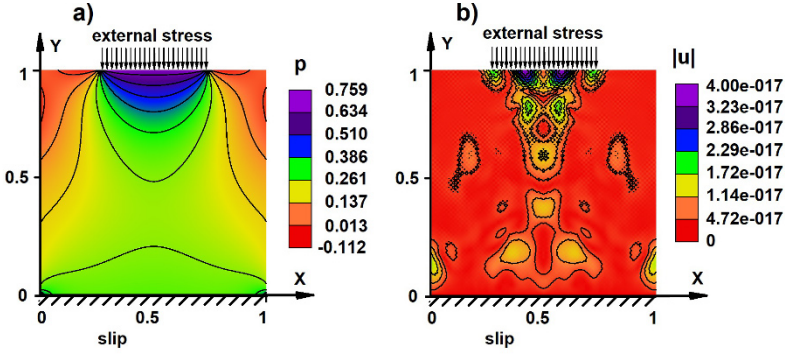 a)
external stress
Y
p
1
0.759
0.634
0.510
0.386
0.261
0.137
0.013
-0.112
0.5
X
0
0
0.5
1
slip
b)
external stress
Y
|u|
1
4.00e-017
3.23e-017
2.86e-017
2.29e-017
1.72e-017
1.14e-017
4.72e-017
0
0.5
X
0
0
0.5
1
slip